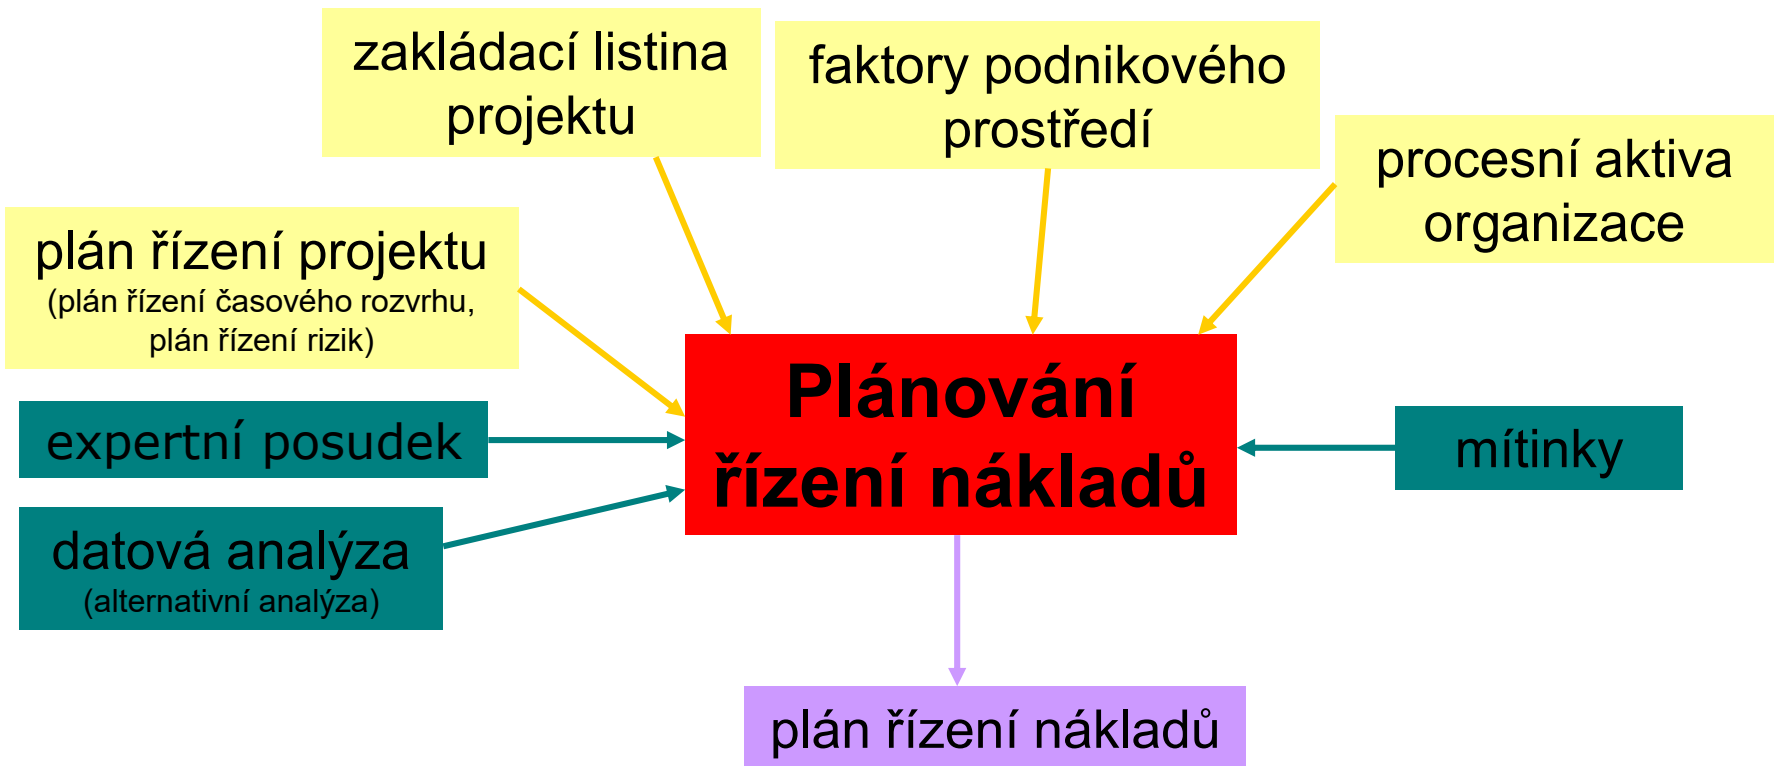 zakládací listina
projektu
faktory podnikového
prostředí
procesní aktiva
organizace
plán řízení projektu
(plán řízení časového rozvrhu,
plán řízení rizik)
Plánování
řízení nákladů
expertní posudek
mítinky
datová analýza
(alternativní analýza)
plán řízení nákladů